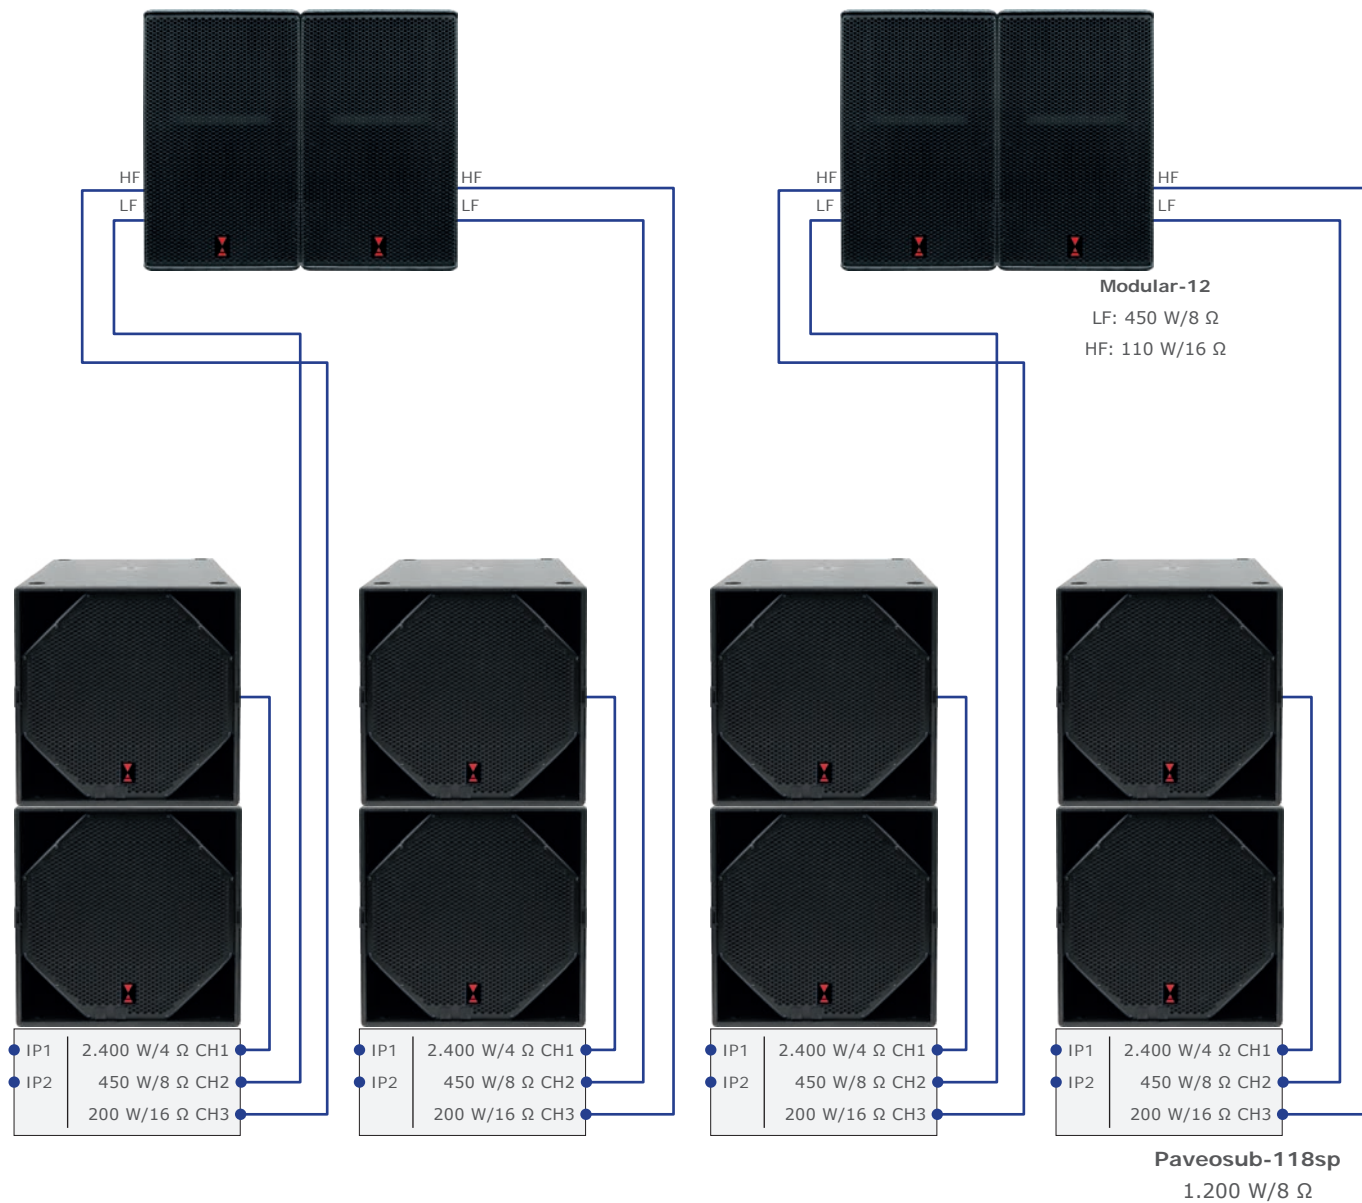 HF
LF
HF
LF
HF
LF
HF
LF
Modular-12
LF: 450 W/8 Ω
HF: 110 W/16 Ω
IP1 2.400 W/4 Ω CH1
IP2 450 W/8 Ω CH2
200 W/16 Ω CH3
IP1 2.400 W/4 Ω CH1
IP2 450 W/8 Ω CH2
200 W/16 Ω CH3
IP1 2.400 W/4 Ω CH1
IP2 450 W/8 Ω CH2
200 W/16 Ω CH3
IP1 2.400 W/4 Ω CH1
IP2 450 W/8 Ω CH2
200 W/16 Ω CH3
Paveosub-118sp
1.200 W/8 Ω